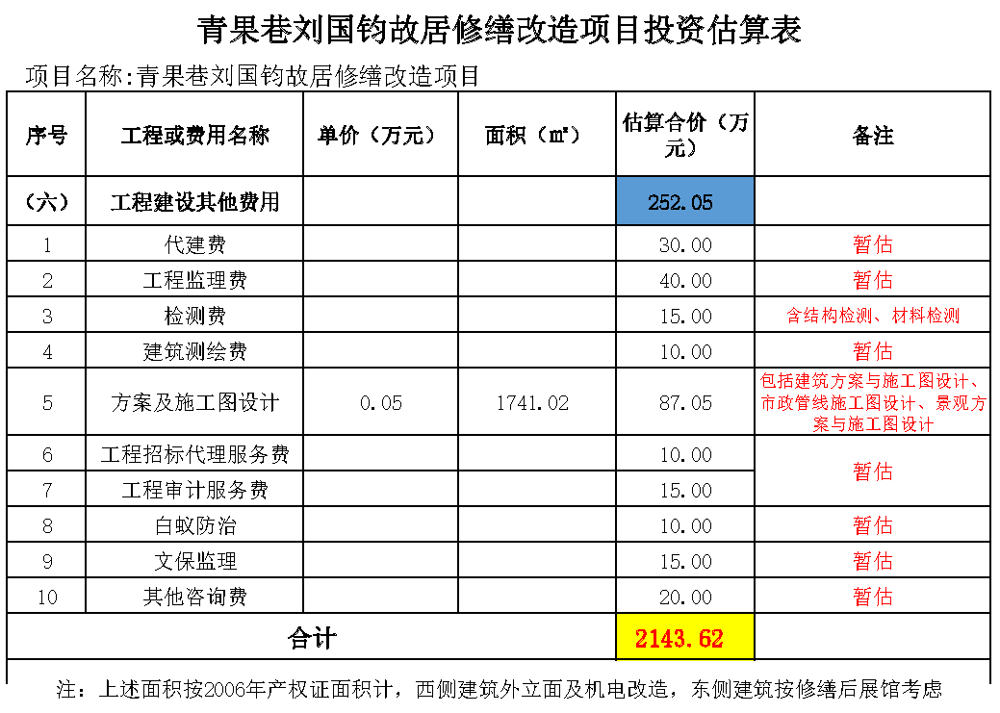 青果巷刘国钧故居修缮改造项目投资估算表
项目名称:青果巷刘国钧故居修缮改造项目
序号 工程或费用名称 单价（万元） 面积（㎡） 估算合价（万
元） 备注
（六） 工程建设其他费用 252.05
1 代建费 30.00 暂估
2 工程监理费 40.00 暂估
3 检测费 15.00 含结构检测、材料检测
4 建筑测绘费 10.00 暂估
5 方案及施工图设计 0.05 1741.02 87.05 包括建筑方案与施工图设计、
市政管线施工图设计、景观方
案与施工图设计
6 工程招标代理服务费 10.00 暂估
7 工程审计服务费 15.00
8 白蚁防治 10.00 暂估
9 文保监理 15.00 暂估
10 其他咨询费 20.00 暂估
合计 2143.62
注：上述面积按2006年产权证面积计，西侧建筑外立面及机电改造，东侧建筑按修缮后展馆考虑